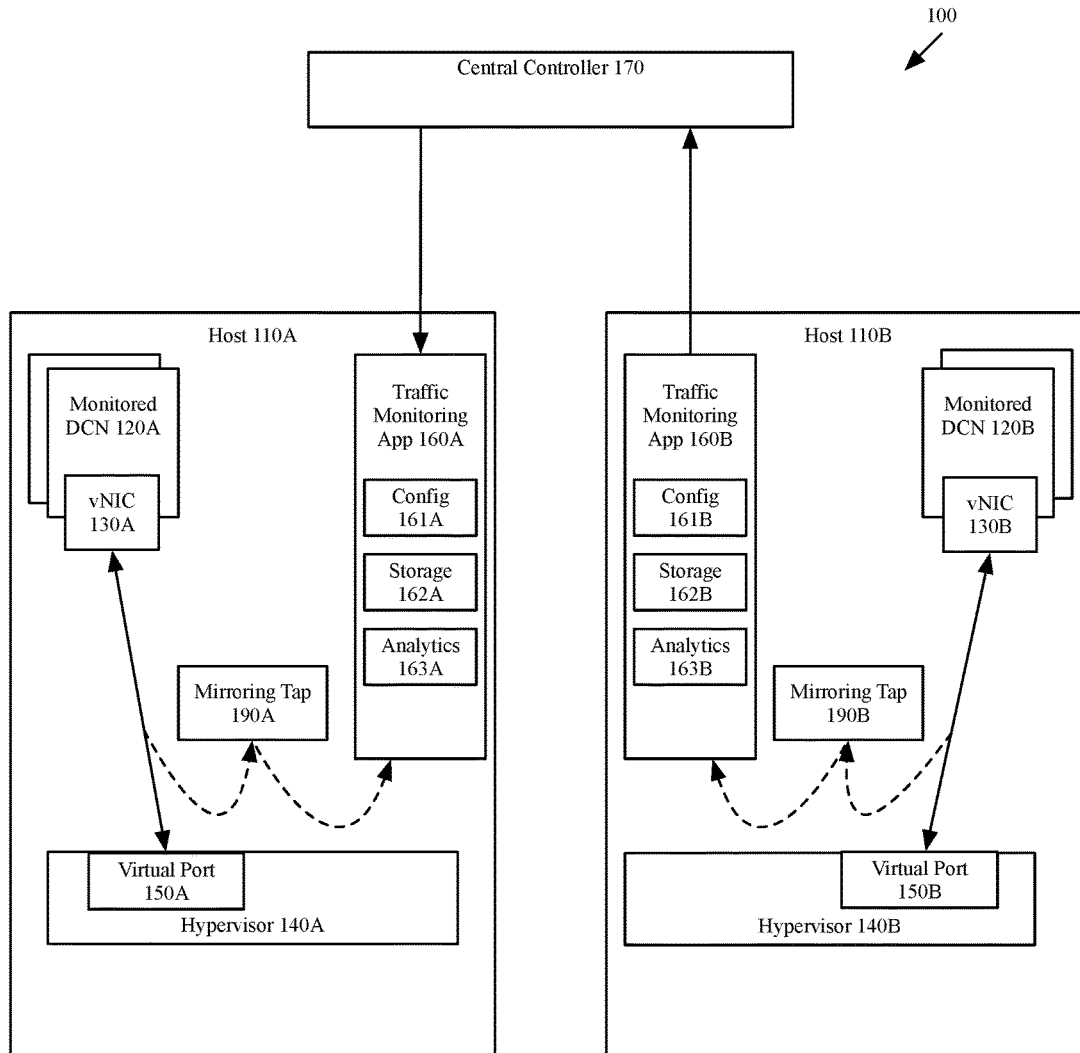 100
Central Controller 170
Host 110A
Monitored
DCN 120A
vNIC
130A
Traffic
Monitoring
App 160A
Config
161A
Storage
162A
Analytics
163A
Mirroring Tap
190A
Virtual Port
150A
Hypervisor 140A
Host 110B
Traffic
Monitoring
App 160B
Config
161B
Storage
162B
Analytics
163B
Monitored
DCN 120B
vNIC
130B
Mirroring Tap
190B
Virtual Port
150B
Hypervisor 140B